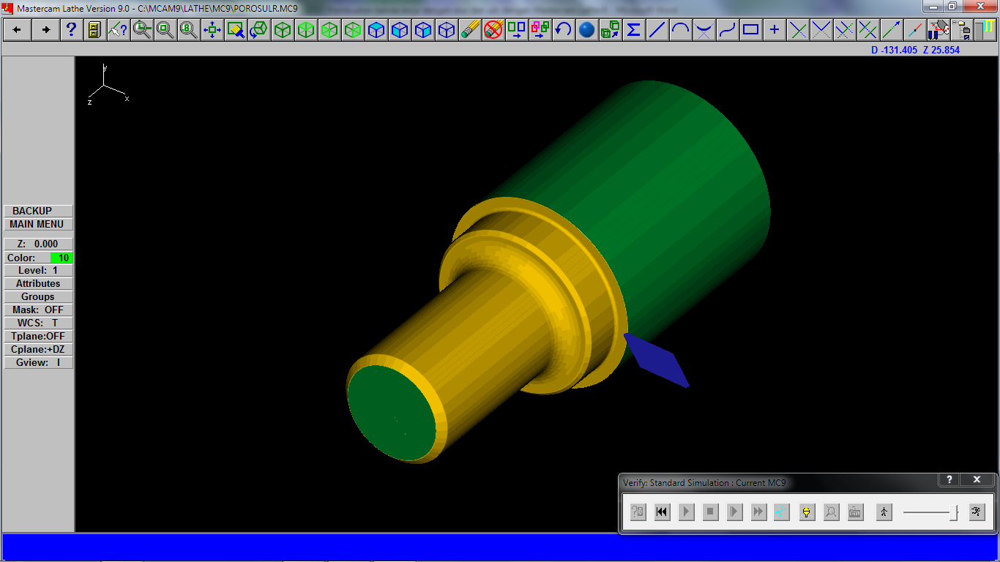 Mastercam Lathe Version 9.0 - C:\MCAM9\LATHE\MC9\POROSULR.MC9
D -131.405 Z 25.854
y
z
x
BACKUP
MAIN MENU
Z: 0.000
Color: 10
Level: 1
Attributes
Groups
Mask: OFF
WCS: T
Tplane:OFF
Cplane:+DZ
Gview: I
Verify: Standard Simulation : Current MC9